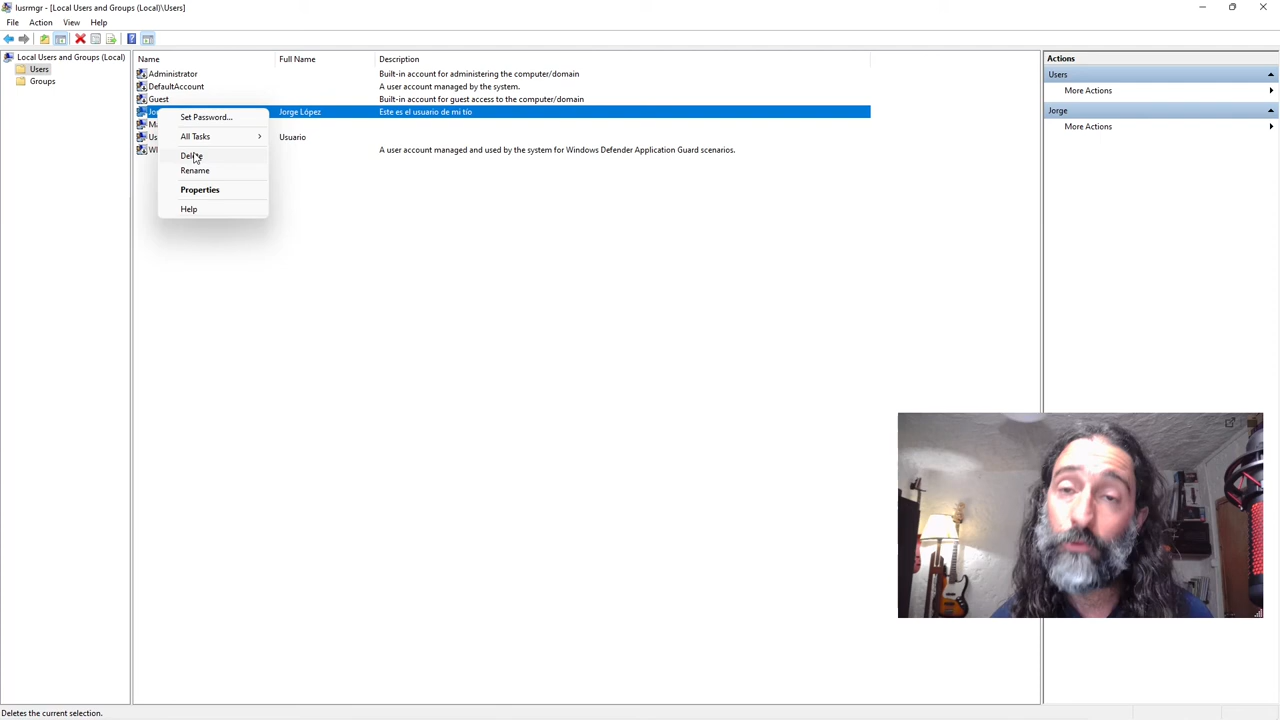 lusrmgr - [Local Users and Groups (Local)\Users]
File Action View Help
Local Users and Groups (Local)
Users
Groups
Name Full Name Description
Administrator Built-in account for administering the computer/domain
DefaultAccount A user account managed by the system.
Guest Built-in account for guest access to the computer/domain
Jorge López Este es el usuario de mi tío
Usuario
A user account managed and used by the system for Windows Defender Application Guard scenarios.
Set Password...
All Tasks
Delete
Rename
Properties
Help
Actions
Users
More Actions
Jorge
More Actions
Deletes the current selection.